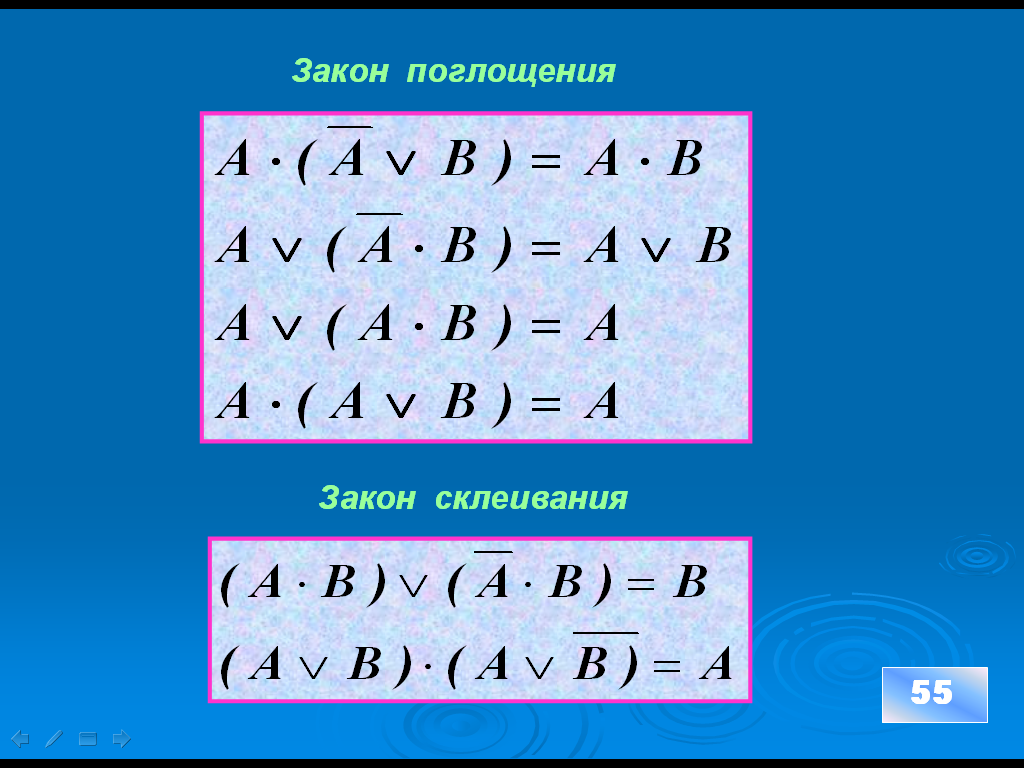 Закон поглощения
A · ( A̅ ∨ B ) = A · B
A ∨ ( A̅ · B ) = A ∨ B
A ∨ ( A · B ) = A
A · ( A ∨ B ) = A
Закон склеивания
( A · B ) ∨ ( A̅ · B ) = B
( A ∨ B ) · ( A ∨ B̅ ) = A
55